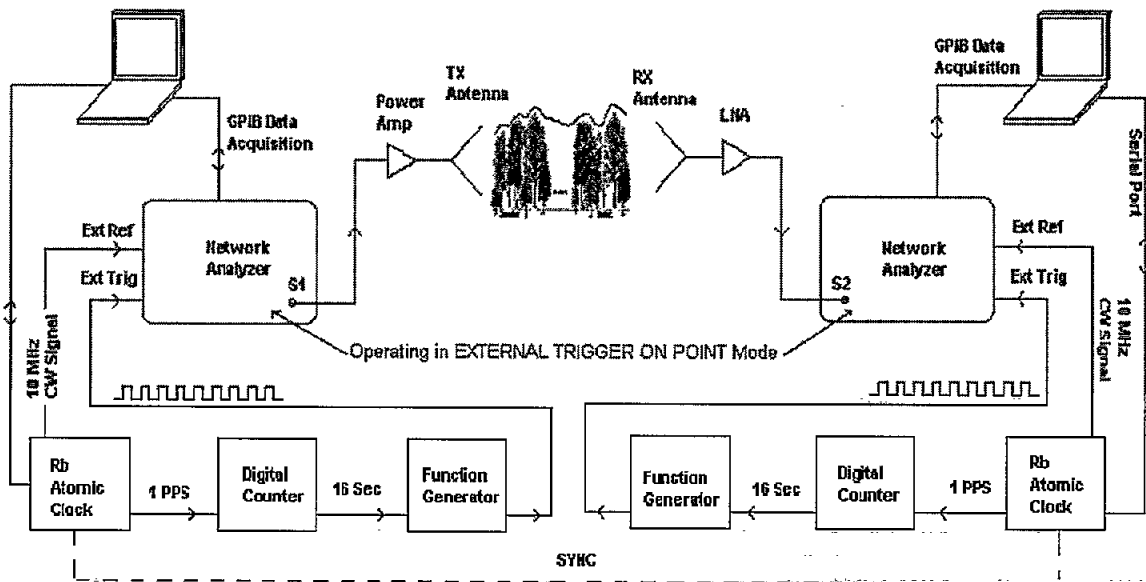 GPIB Data
Acquisition
TX
Antenna
Power
Amp
RX
Antenna
LNA
GPIB Data
Acquisition
Serial Port
Ext Ref
Ext Trig
Network
Analyzer
S1
S2
Network
Analyzer
Ext Ref
Ext Trig
Operating in EXTERNAL TRIGGER ON POINT Mode
10 MHz
CW Signal
10 MHz
CW Signal
Rb
Atomic
Clock
1 PPS
Digital
Counter
16 Sec
Function
Generator
Function
Generator
16 Sec
Digital
Counter
1 PPS
Rb
Atomic
Clock
SYNC